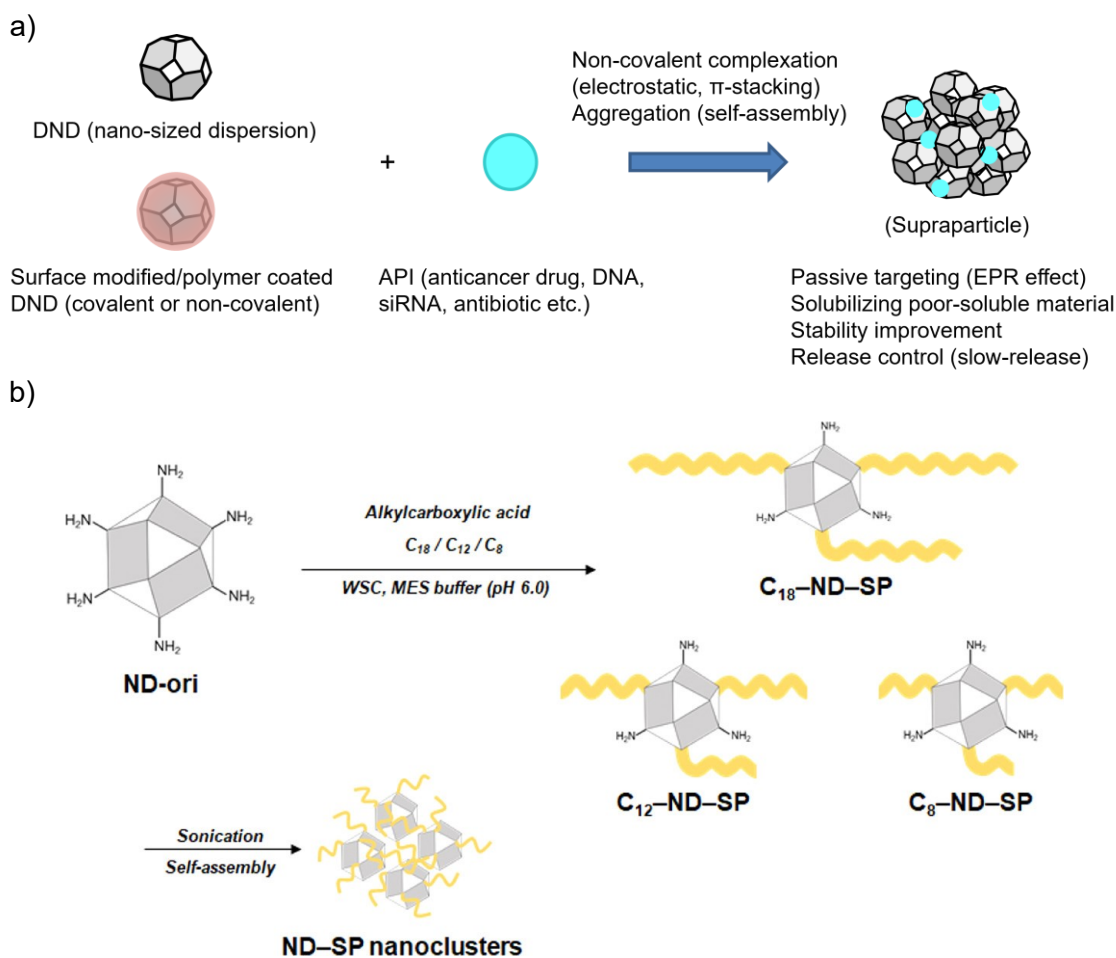 a)
DND (nano-sized dispersion)
Surface modified/polymer coated
DND (covalent or non-covalent)
+
API (anticancer drug, DNA,
siRNA, antibiotic etc.)
Non-covalent complexation
(electrostatic, π-stacking)
Aggregation (self-assembly)
(Supraparticle)
Passive targeting (EPR effect)
Solubilizing poor-soluble material
Stability improvement
Release control (slow-release)
b)
NH₂
H₂N
NH₂
H₂N
NH₂
NH₂
ND-ori
Alkylcarboxylic acid
C₁₈ / C₁₂ / C₈
WSC, MES buffer (pH 6.0)
NH₂
H₂N
NH₂
C₁₈–ND–SP
NH₂
H₂N
NH₂
C₁₂–ND–SP
NH₂
H₂N
NH₂
C₈–ND–SP
Sonication
Self-assembly
ND–SP nanoclusters